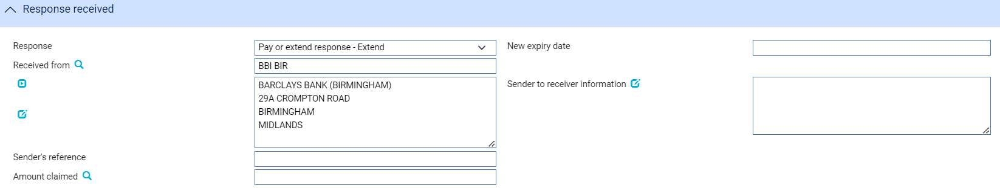 Response received
Response
Pay or extend response - Extend
New expiry date
Received from
BBI BIR
BARCLAYS BANK (BIRMINGHAM)
29A CROMPTON ROAD
BIRMINGHAM
MIDLANDS
Sender to receiver information
Sender's reference
Amount claimed